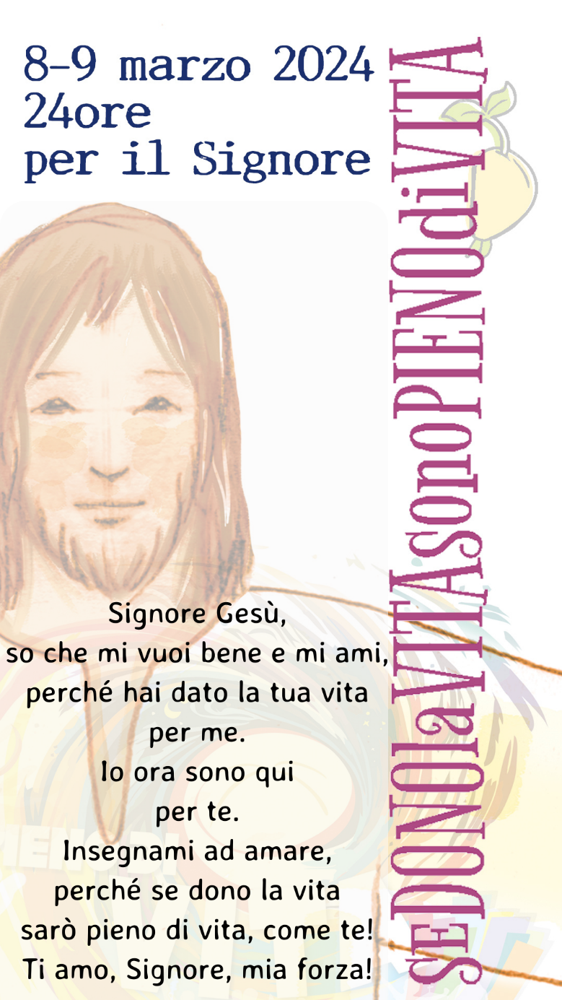 8-9 marzo 2024
24ore
per il Signore
seDONOlaVITAsonoPIENOdiVITA
Signore Gesù,
so che mi vuoi bene e mi ami,
perché hai dato la tua vita
per me.
Io ora sono qui
per te.
Insegnami ad amare,
perché se dono la vita
sarò pieno di vita, come te!
Ti amo, Signore, mia forza!